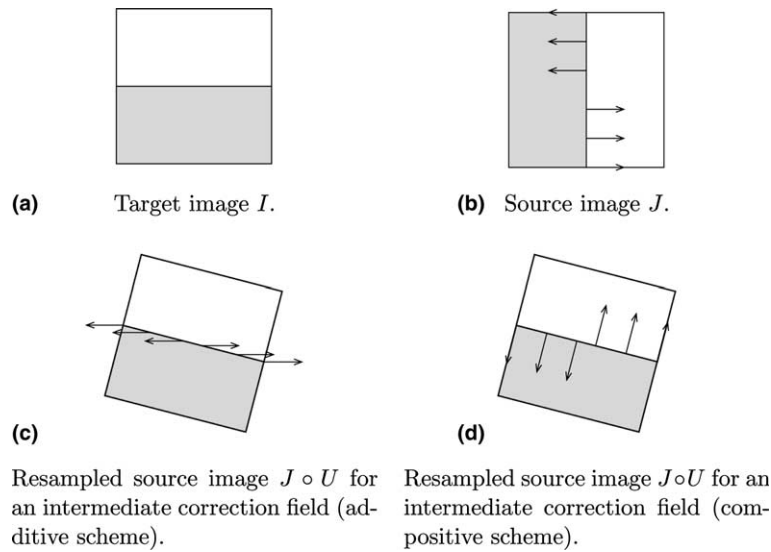 (a) Target image I.
(b) Source image J.
(c)
Resampled source image J ∘ U for
an intermediate correction field (ad-
ditive scheme).
(d)
Resampled source image J∘U for an
intermediate correction field (com-
positive scheme).